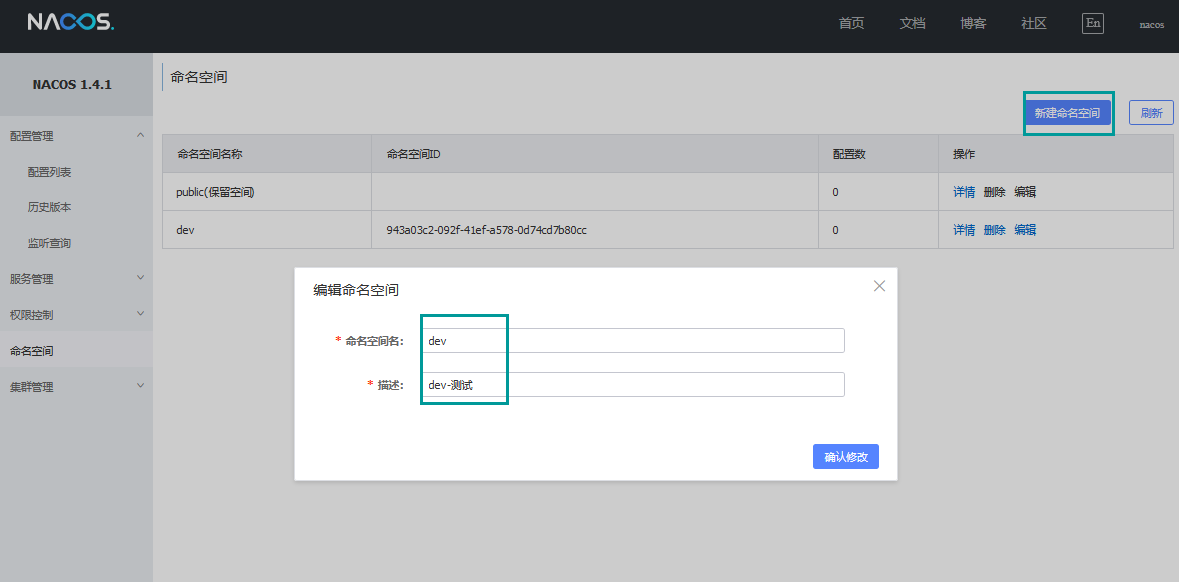 NACOS.
首页 文档 博客 社区 En nacos
NACOS 1.4.1
配置管理
配置列表
历史版本
监听查询
服务管理
权限控制
命名空间
集群管理
命名空间
新建命名空间 刷新
命名空间名称 命名空间ID 配置数 操作
public(保留空间) 0 详情 删除 编辑
dev 943a03c2-092f-41ef-a578-0d74cd7b80cc 0 详情 删除 编辑
编辑命名空间
* 命名空间名: dev
* 描述: dev-测试
确认修改